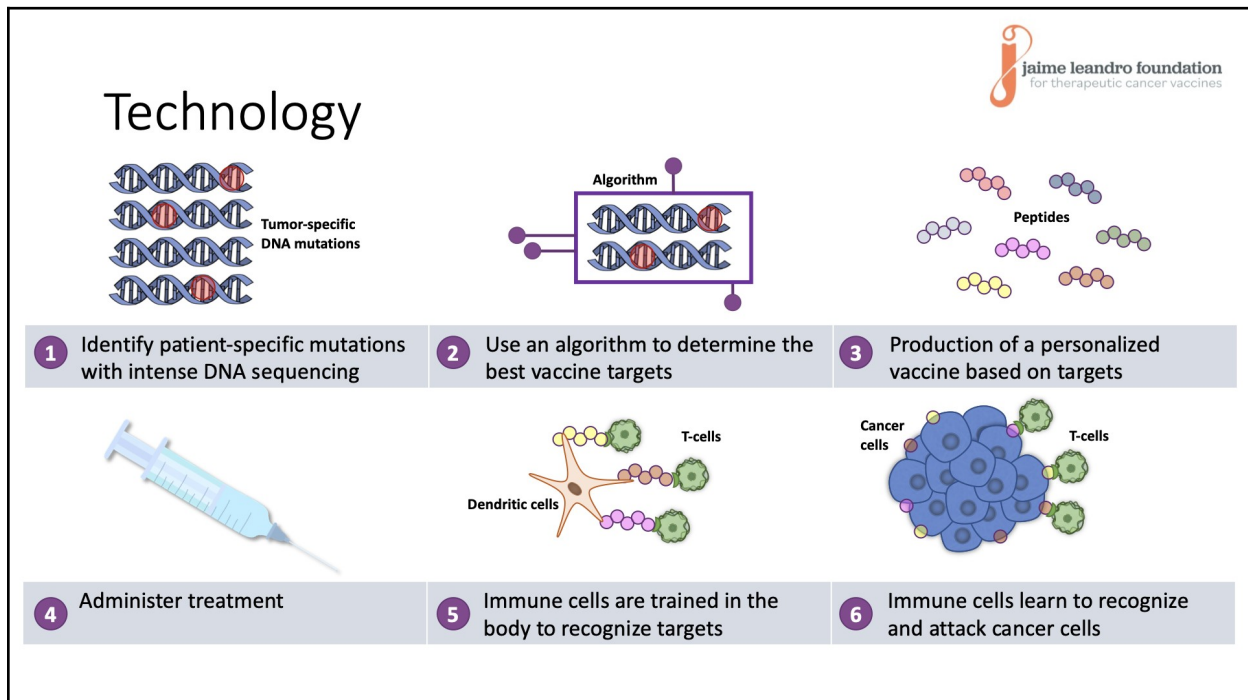 jaime leandro foundation
for therapeutic cancer vaccines
Technology
Tumor-specific
DNA mutations
Algorithm
Peptides
1 Identify patient-specific mutations
with intense DNA sequencing
2 Use an algorithm to determine the
best vaccine targets
3 Production of a personalized
vaccine based on targets
T-cells
Dendritic cells
Cancer
cells
T-cells
4 Administer treatment
5 Immune cells are trained in the
body to recognize targets
6 Immune cells learn to recognize
and attack cancer cells